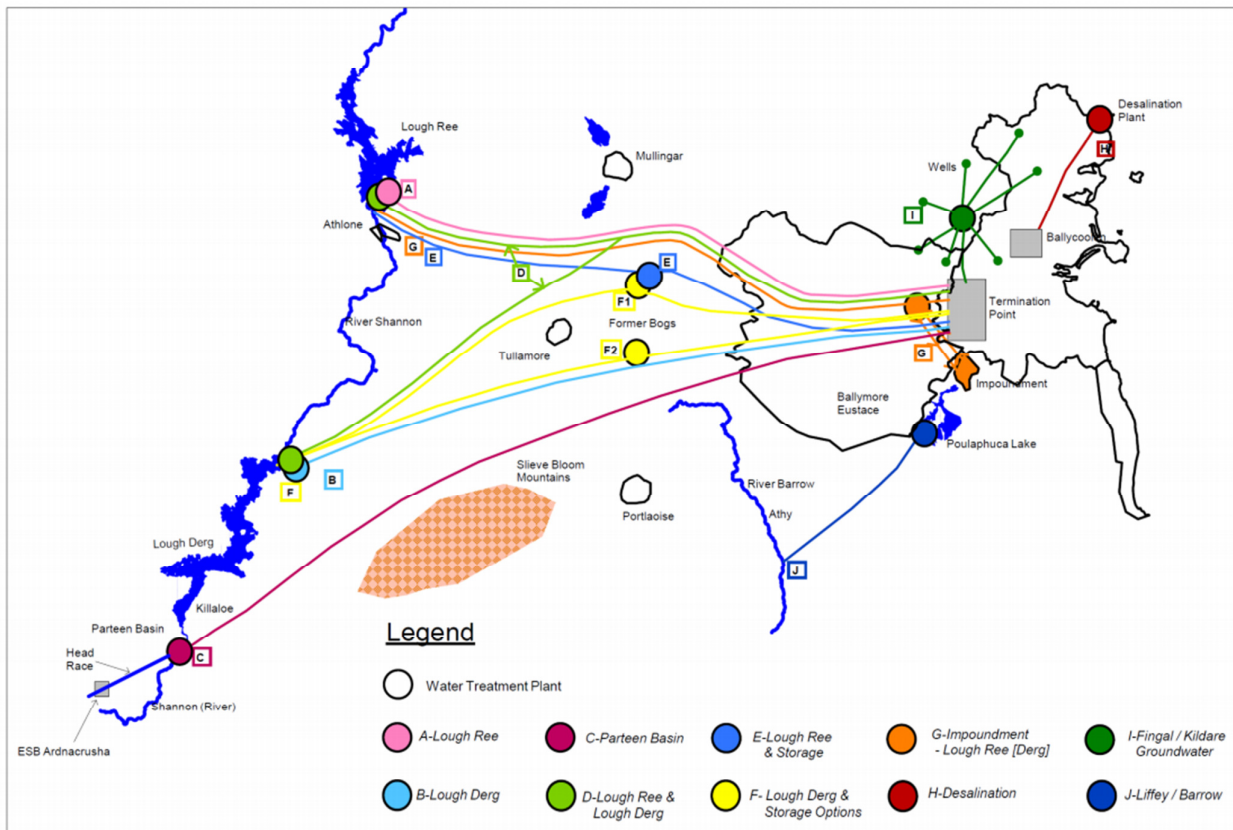 Lough Ree
A
Athlone
G
E
D
Mullingar
Desalination
Plant
H
Wells
I
Ballycoolin
E
F1
Former Bogs
F2
Tullamore
River Shannon
Termination
Point
G
Impoundment
Ballymore
Eustace
Poulaphuca Lake
F
B
Slieve Bloom
Mountains
Portlaoise
River Barrow
Athy
J
Lough Derg
Killaloe
Parteen Basin
C
Head
Race
Shannon (River)
ESB Ardnacrusha
Legend
Water Treatment Plant
A-Lough Ree
C-Parteen Basin
E-Lough Ree
& Storage
G-Impoundment
- Lough Ree [Derg]
I-Fingal / Kildare
Groundwater
B-Lough Derg
D-Lough Ree &
Lough Derg
F- Lough Derg &
Storage Options
H-Desalination
J-Liffey / Barrow